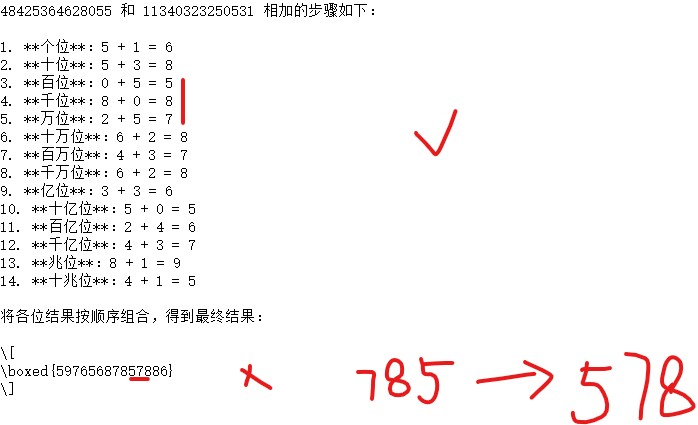 48425364628055 和 11340323250531 相加的步骤如下：
1. **个位**：5 + 1 = 6
2. **十位**：5 + 3 = 8
3. **百位**：0 + 5 = 5
4. **千位**：8 + 0 = 8
5. **万位**：2 + 5 = 7
6. **十万位**：6 + 2 = 8
7. **百万位**：4 + 3 = 7
8. **千万位**：6 + 2 = 8
9. **亿位**：3 + 3 = 6
10. **十亿位**：5 + 0 = 5
11. **百亿位**：2 + 4 = 6
12. **千亿位**：4 + 3 = 7
13. **兆位**：8 + 1 = 9
14. **十兆位**：4 + 1 = 5
将各位结果按顺序组合，得到最终结果：
\[
\boxed{59765687857886}
\]
785 → 578